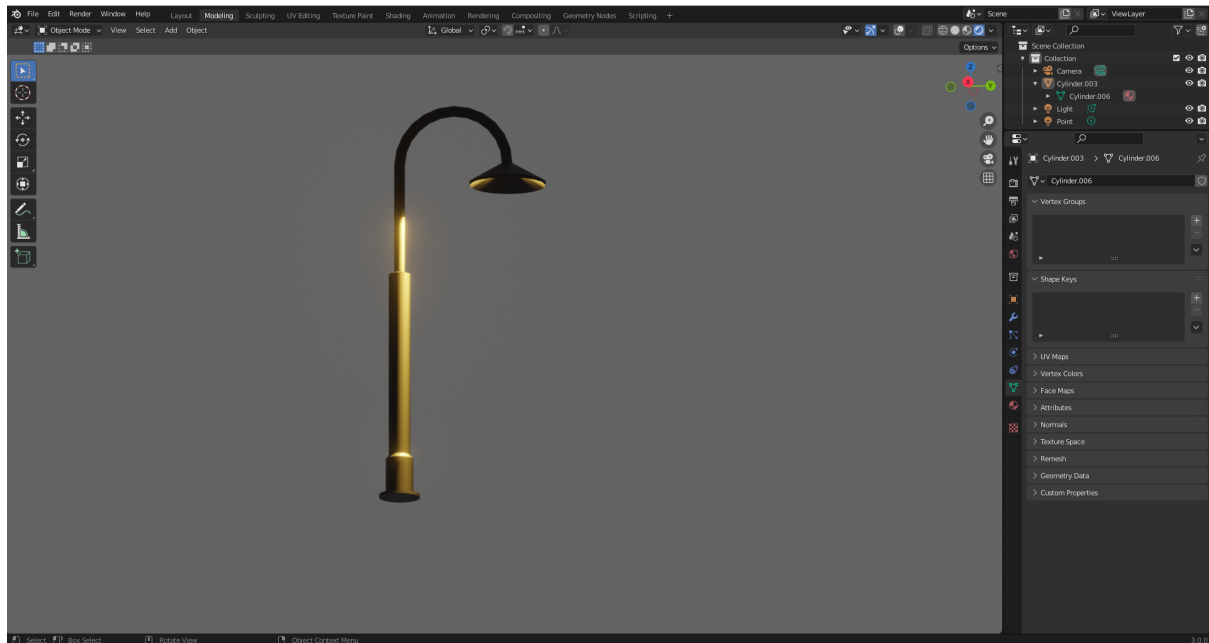 File Edit Render Window Help Layout Modeling Sculpting UV Editing Texture Paint Shading Animation Rendering Compositing Geometry Nodes Scripting + Scene ViewLayer
Object Mode View Select Add Object Global
Options
Z
X
Y
Scene Collection
Collection
Camera
Cylinder.003
Cylinder.006
Light
Point
Cylinder.003 > Cylinder.006
Cylinder.006
Vertex Groups
Shape Keys
UV Maps
Vertex Colors
Face Maps
Attributes
Normals
Texture Space
Remesh
Geometry Data
Custom Properties
Select Box Select Rotate View Object Context Menu 3.0.0